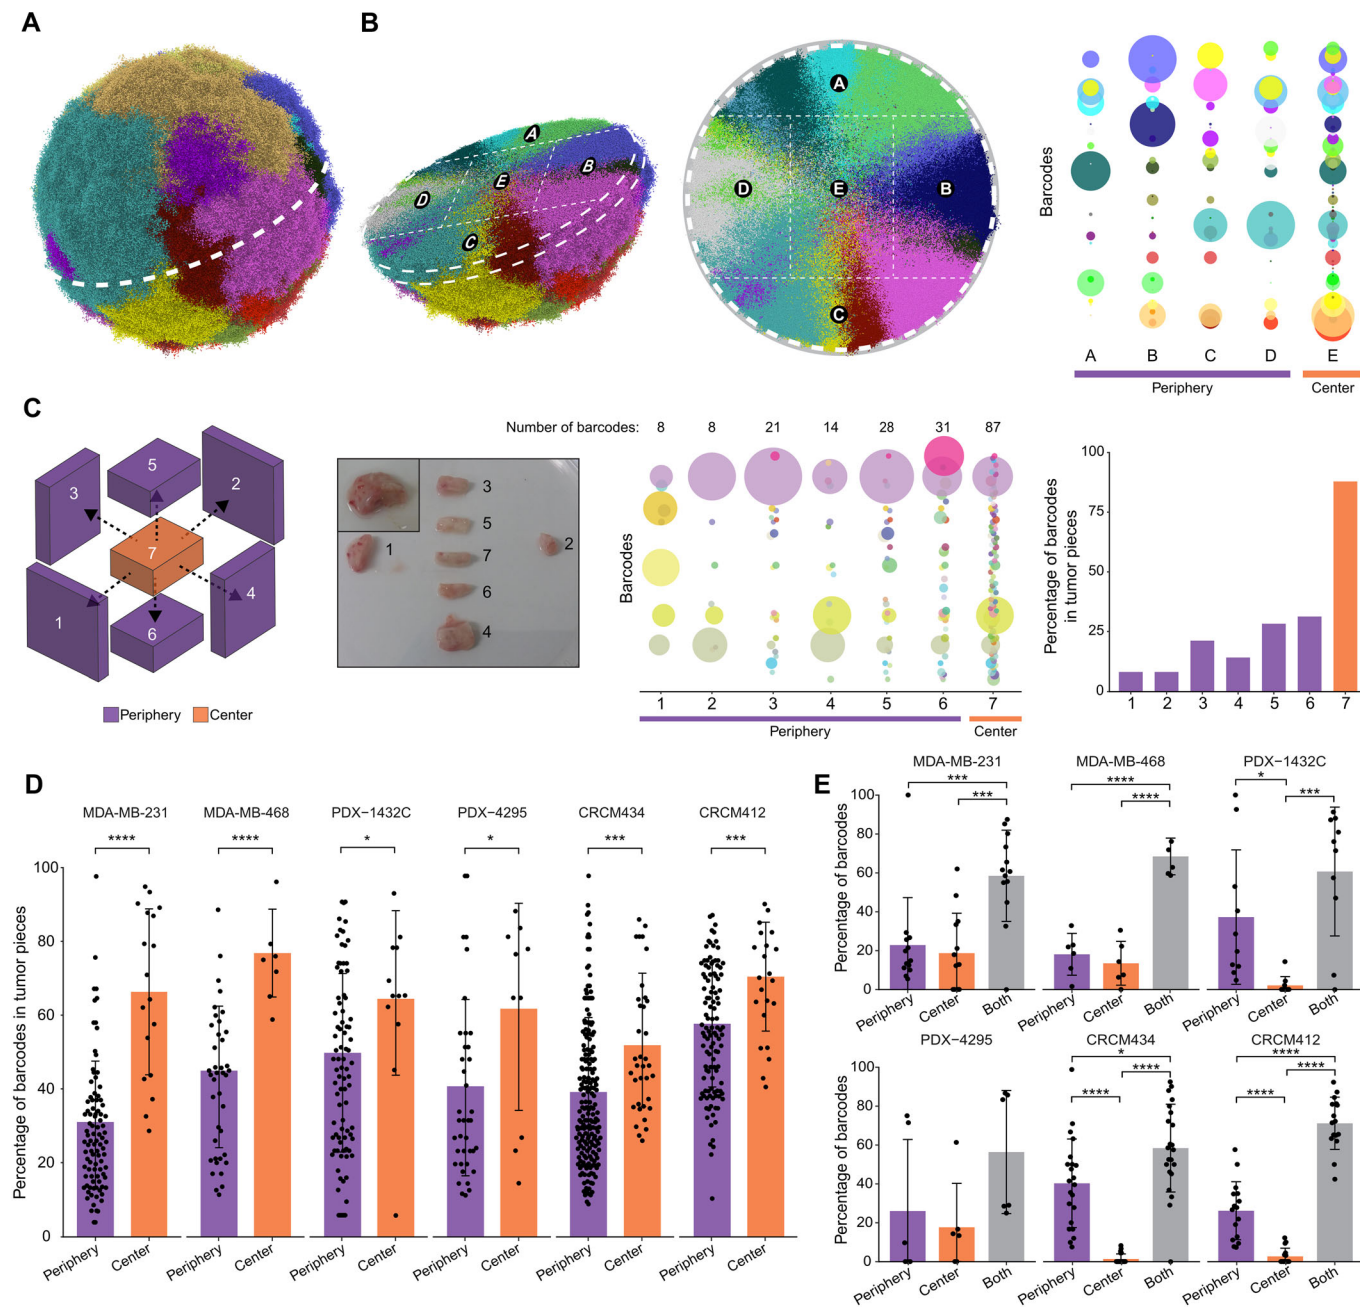 A
B
A
B
D
E
C
A
D
E
B
C
Barcodes
A B C D E
Periphery Center
C
3 5 2
7
1 6 4
Periphery Center
3
5
1 7 2
6
4
Number of barcodes: 8 8 21 14 28 31 87
Barcodes
1 2 3 4 5 6 7
Periphery Center
Percentage of barcodes
in tumor pieces
100
75
50
25
0
1 2 3 4 5 6 7
D
MDA-MB-231 MDA-MB-468 PDX−1432C PDX−4295 CRCM434 CRCM412
**** **** * * *** ***
Percentage of barcodes in tumor pieces
100
80
60
40
20
0
Periphery Center Periphery Center Periphery Center Periphery Center Periphery Center Periphery Center
E
MDA-MB-231 MDA-MB-468 PDX−1432C
*** **** *
*** **** ***
Percentage of barcodes
100
80
60
40
20
0
Periphery Center Both Periphery Center Both Periphery Center Both
PDX-4295 CRCM434 CRCM412
* ****
**** ****
**** ****
Percentage of barcodes
100
80
60
40
20
0
Periphery Center Both Periphery Center Both Periphery Center Both